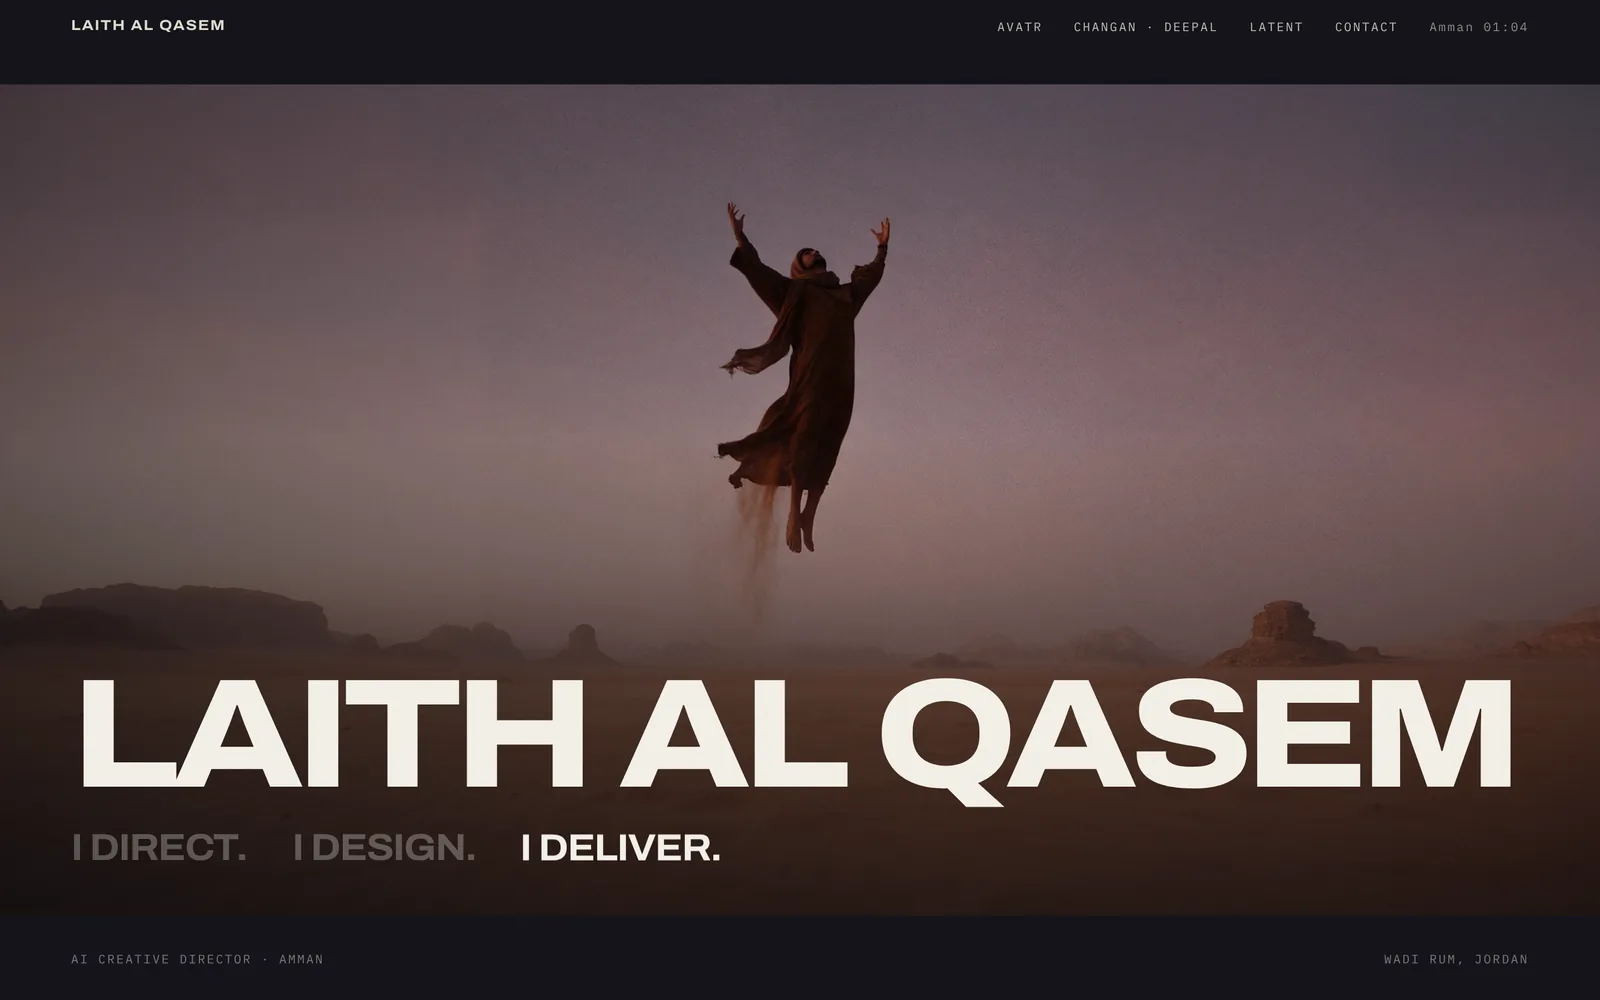 LAITH AL QASEM
AVATR CHANGAN · DEEPAL LATENT CONTACT Amman 01:04
LAITH AL QASEM
I DIRECT. I DESIGN. I DELIVER.
AI CREATIVE DIRECTOR · AMMAN
WADI RUM, JORDAN